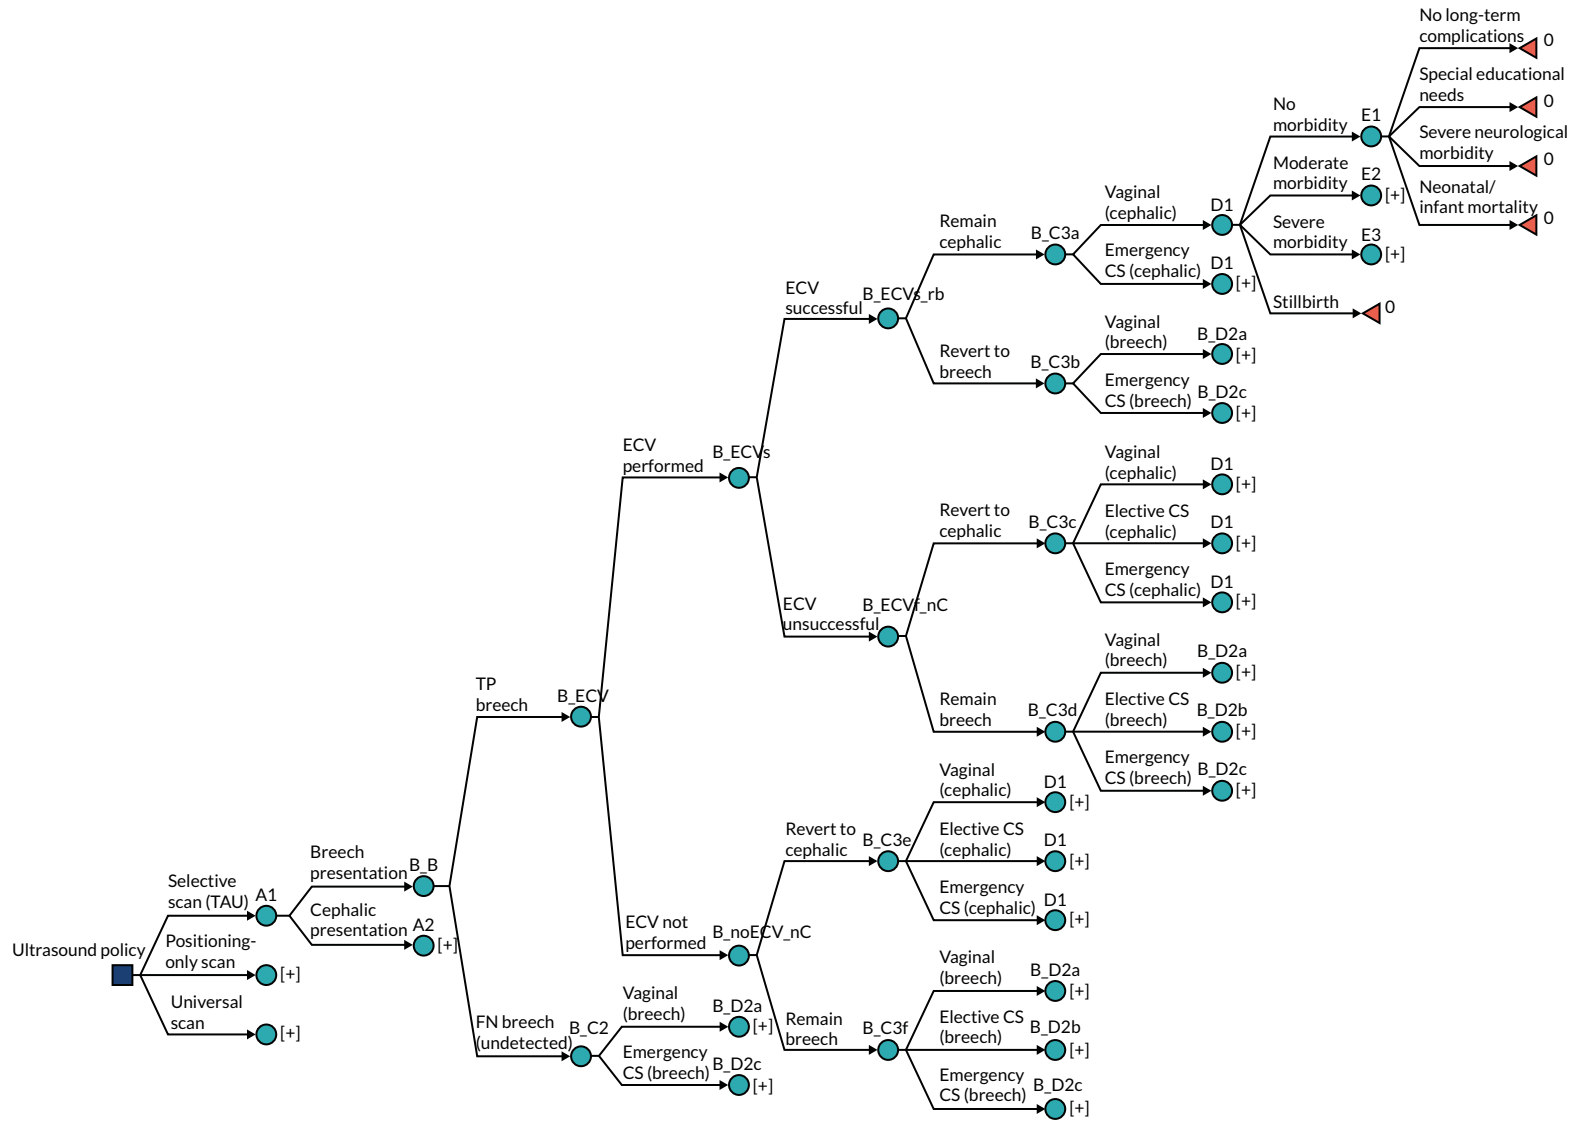 Ultrasound policy
Selective
scan (TAU)
A1
Positioning-
only scan
[+]
Universal
scan
[+]
Breech
presentation
B_B
Cephalic
presentation
A2
[+]
TP
breech
B_ECV
FN breech
(undetected)
B_C2
ECV
performed
B_ECVs
ECV not
performed
B_noECV_nC
Vaginal
(breech)
B_D2a
[+]
Emergency
CS (breech)
B_D2c
[+]
ECV
successful
B_ECVs_rb
ECV
unsuccessful
B_ECVf_nC
Revert to
cephalic
B_C3e
Remain
breech
B_C3f
Remain
cephalic
B_C3a
Revert to
breech
B_C3b
Revert to
cephalic
B_C3c
Remain
breech
B_C3d
Vaginal
(cephalic)
D1
[+]
Elective CS
(cephalic)
D1
[+]
Emergency
CS (cephalic)
D1
[+]
Vaginal
(breech)
B_D2a
[+]
Elective CS
(breech)
B_D2b
[+]
Emergency
CS (breech)
B_D2c
[+]
Vaginal
(cephalic)
D1
Emergency
CS (cephalic)
D1
[+]
Vaginal
(breech)
B_D2a
[+]
Emergency
CS (breech)
B_D2c
[+]
Vaginal
(cephalic)
D1
[+]
Elective CS
(cephalic)
D1
[+]
Emergency
CS (cephalic)
D1
[+]
Vaginal
(breech)
B_D2a
[+]
Elective CS
(breech)
B_D2b
[+]
Emergency
CS (breech)
B_D2c
[+]
No
morbidity
E1
Moderate
morbidity
E2
[+]
Severe
morbidity
E3
[+]
Stillbirth
0
No long-term
complications
0
Special educational
needs
0
Severe neurological
morbidity
0
Neonatal/
infant mortality
0